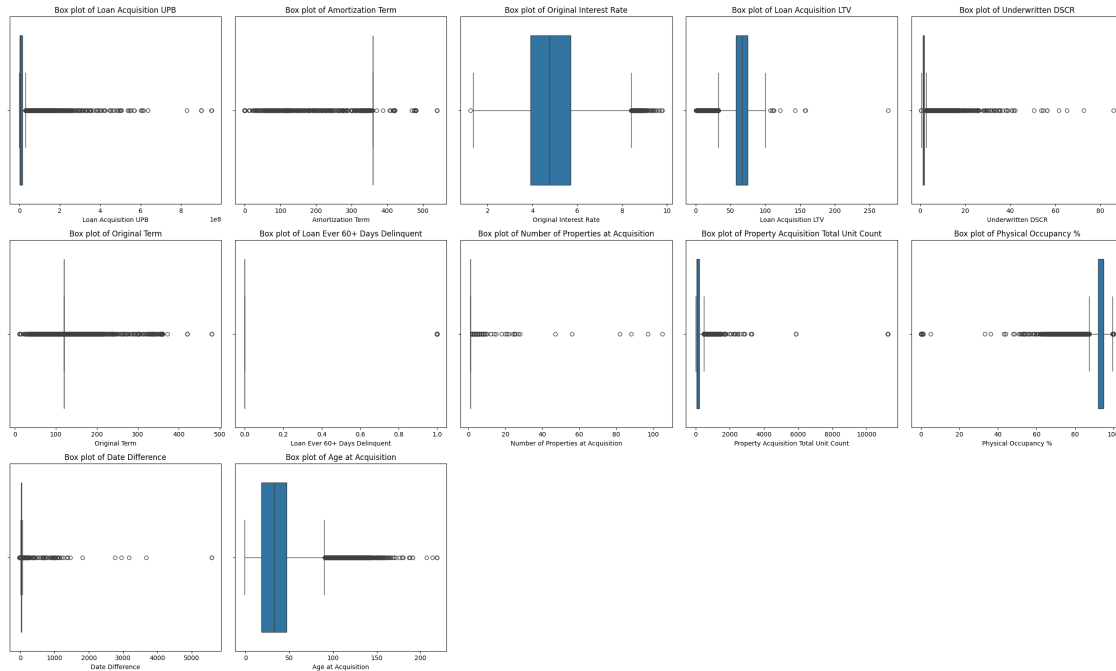 Box plot of Loan Acquisition UPB
Box plot of Amortization Term
Box plot of Original Interest Rate
Box plot of Loan Acquisition LTV
Box plot of Underwritten DSCR
0 2 4 6 8
1e8
Loan Acquisition UPB
0 100 200 300 400 500
Amortization Term
2 4 6 8 10
Original Interest Rate
0 50 100 150 200 250
Loan Acquisition LTV
0 20 40 60 80
Underwritten DSCR
Box plot of Original Term
Box plot of Loan Ever 60+ Days Delinquent
Box plot of Number of Properties at Acquisition
Box plot of Property Acquisition Total Unit Count
Box plot of Physical Occupancy %
0 100 200 300 400 500
Original Term
0.0 0.2 0.4 0.6 0.8 1.0
Loan Ever 60+ Days Delinquent
0 20 40 60 80 100
Number of Properties at Acquisition
0 2000 4000 6000 8000 10000
Property Acquisition Total Unit Count
0 20 40 60 80
Physical Occupancy %
Box plot of Date Difference
Box plot of Age at Acquisition
0 1000 2000 3000 4000 5000
Date Difference
0 50 100 150 200
Age at Acquisition